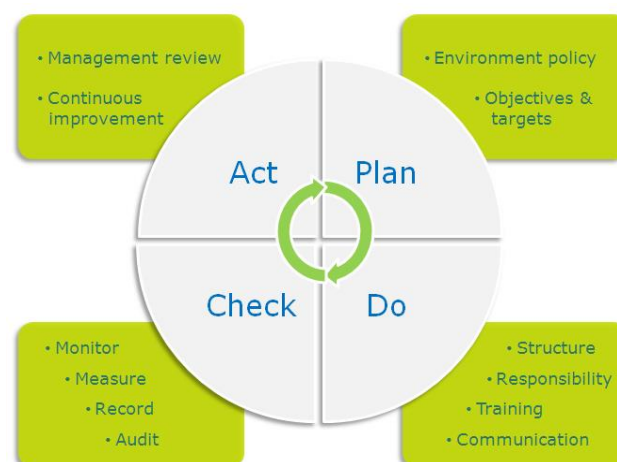 • Management review
• Continuous
improvement
• Environment policy
• Objectives &
targets
Act
Plan
Check
Do
• Monitor
• Measure
• Record
• Audit
• Structure
• Responsibility
• Training
• Communication